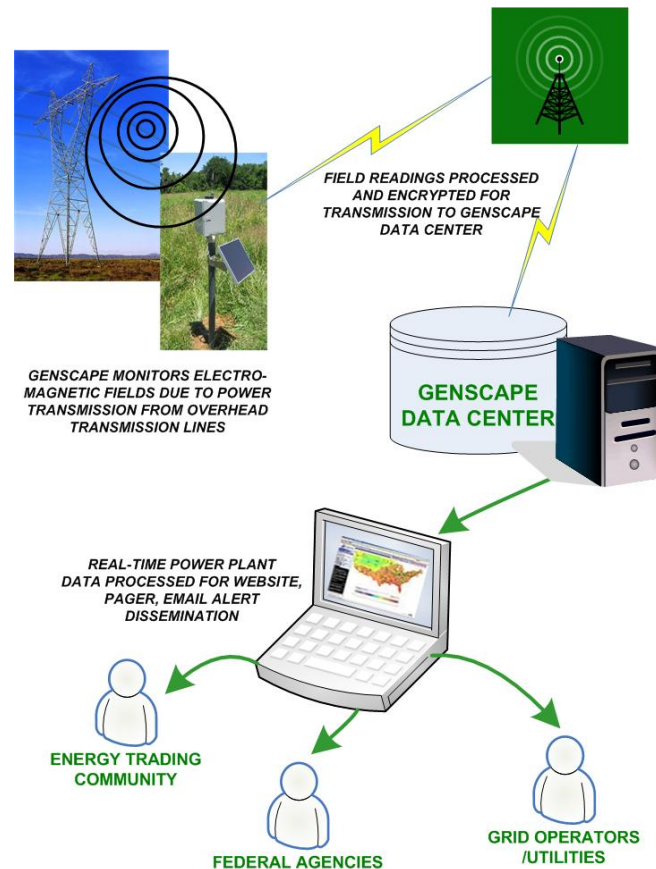 FIELD READINGS PROCESSED
AND ENCRYPTED FOR
TRANSMISSION TO GENSCAPE
DATA CENTER
GENSCAPE MONITORS ELECTRO-
MAGNETIC FIELDS DUE TO POWER
TRANSMISSION FROM OVERHEAD
TRANSMISSION LINES
GENSCAPE
DATA CENTER
REAL-TIME POWER PLANT
DATA PROCESSED FOR WEBSITE,
PAGER, EMAIL ALERT
DISSEMINATION
ENERGY TRADING
COMMUNITY
FEDERAL AGENCIES
GRID OPERATORS
/UTILITIES